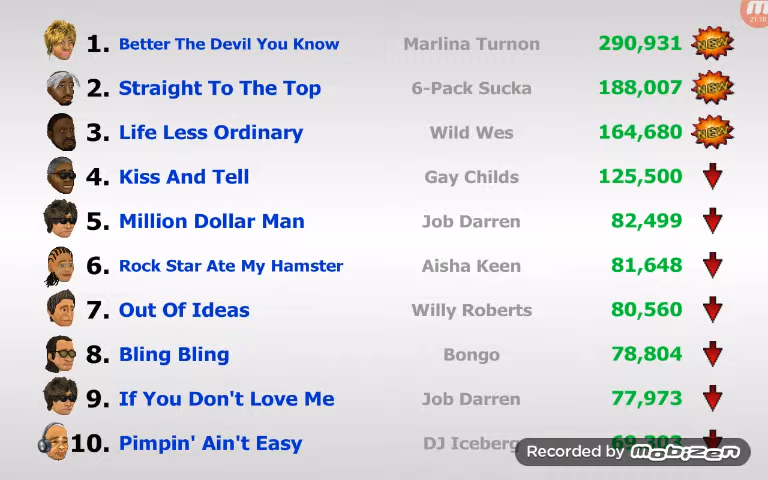 1. Better The Devil You Know Marlina Turnon 290,931 NEW
2. Straight To The Top 6-Pack Sucka 188,007 NEW
3. Life Less Ordinary Wild Wes 164,680 NEW
4. Kiss And Tell Gay Childs 125,500
5. Million Dollar Man Job Darren 82,499
6. Rock Star Ate My Hamster Aisha Keen 81,648
7. Out Of Ideas Willy Roberts 80,560
8. Bling Bling Bongo 78,804
9. If You Don't Love Me Job Darren 77,973
10. Pimpin' Ain't Easy DJ Iceberg 69,303
Recorded by mobizen